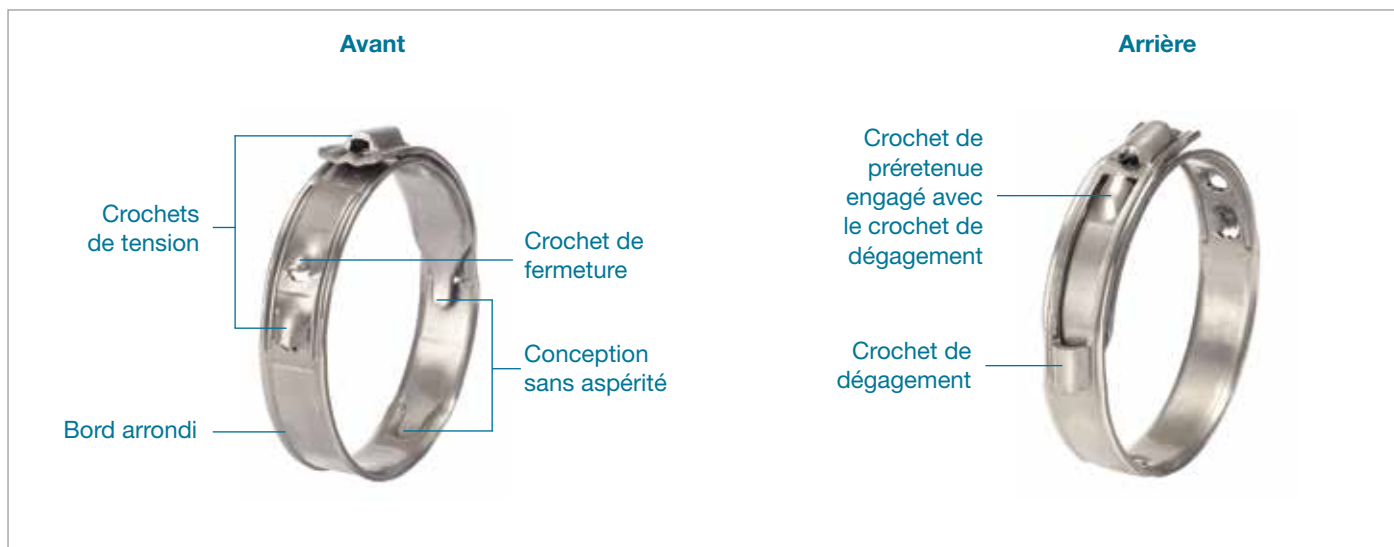 Avant
Crochets
de tension
Crochet de
fermeture
Conception
sans aspérité
Bord arrondi
Arrière
Crochet de
préretenue
engagé avec
le crochet de
dégagement
Crochet de
dégagement